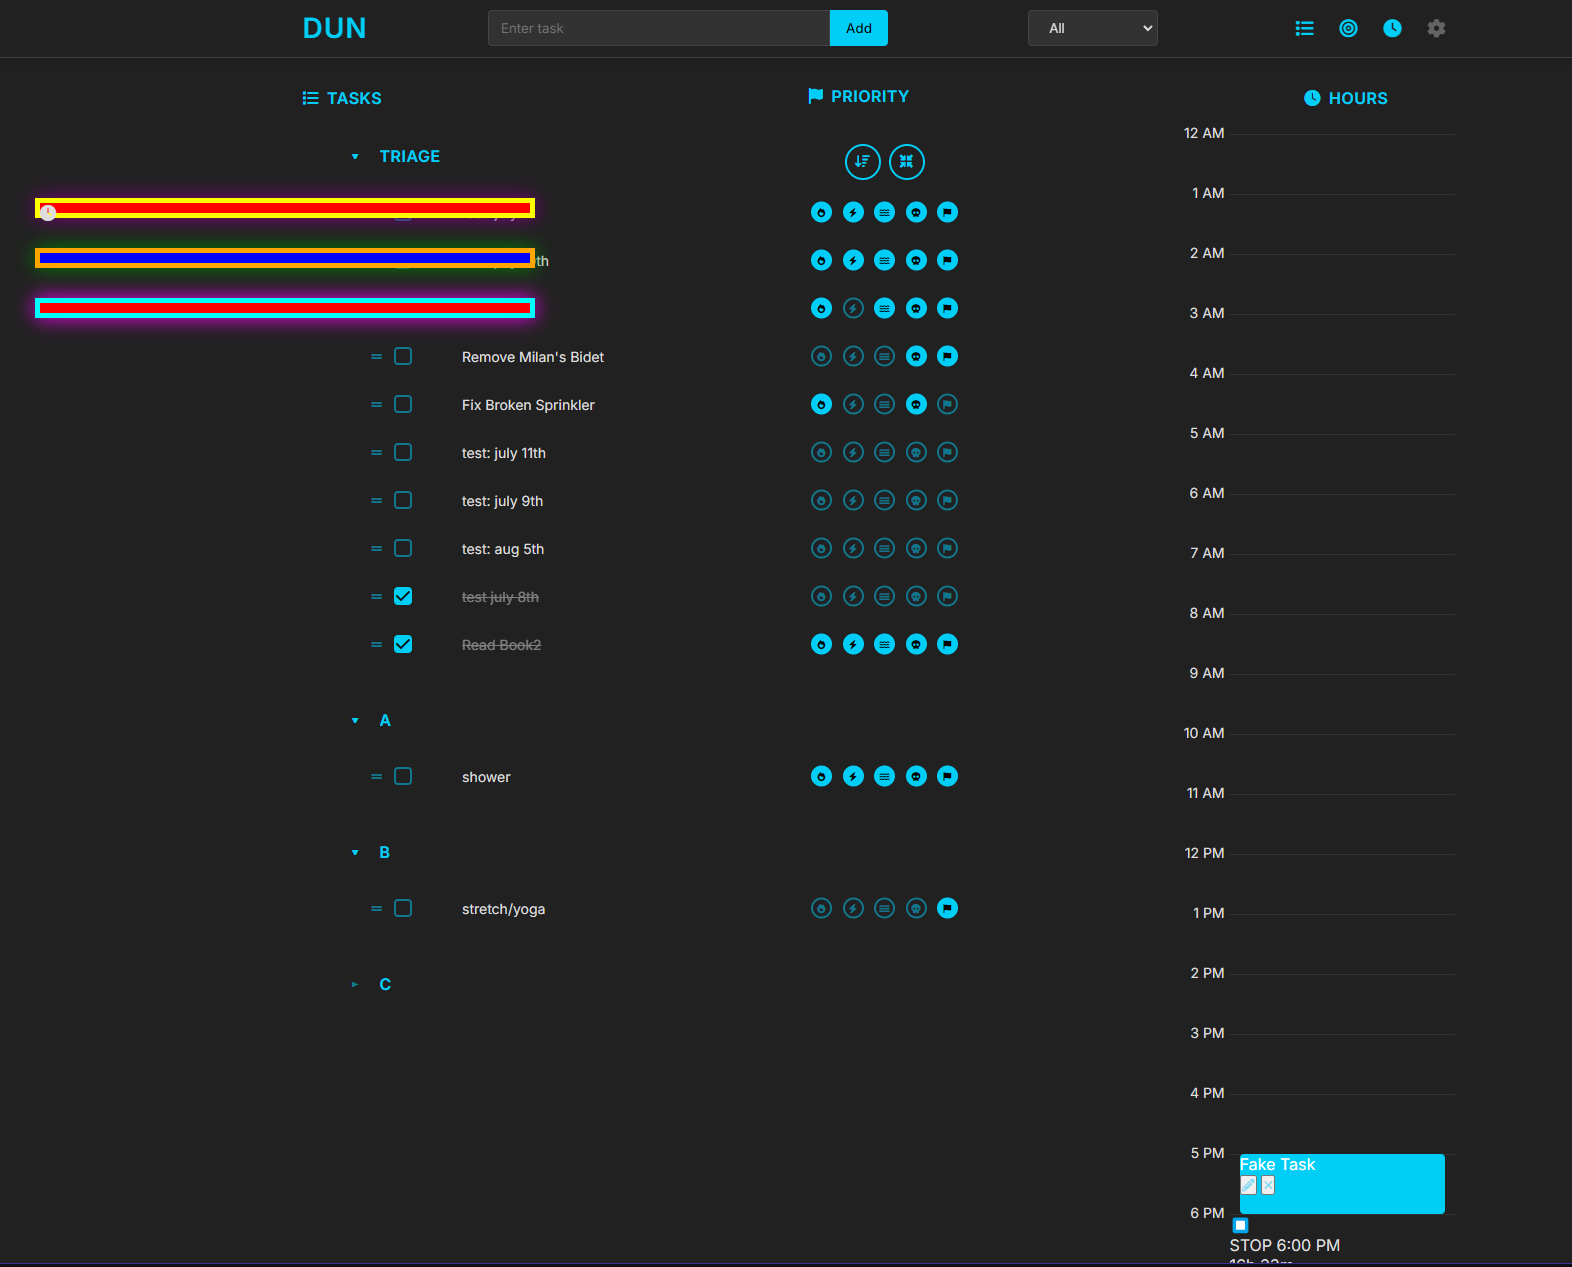 DUN
Enter task
Add
All
TASKS
PRIORITY
HOURS
TRIAGE
th
Remove Milan's Bidet
Fix Broken Sprinkler
test: july 11th
test: july 9th
test: aug 5th
test july 8th
Read Book2
A
shower
B
stretch/yoga
C
12 AM
1 AM
2 AM
3 AM
4 AM
5 AM
6 AM
7 AM
8 AM
9 AM
10 AM
11 AM
12 PM
1 PM
2 PM
3 PM
4 PM
5 PM
Fake Task
6 PM
STOP 6:00 PM